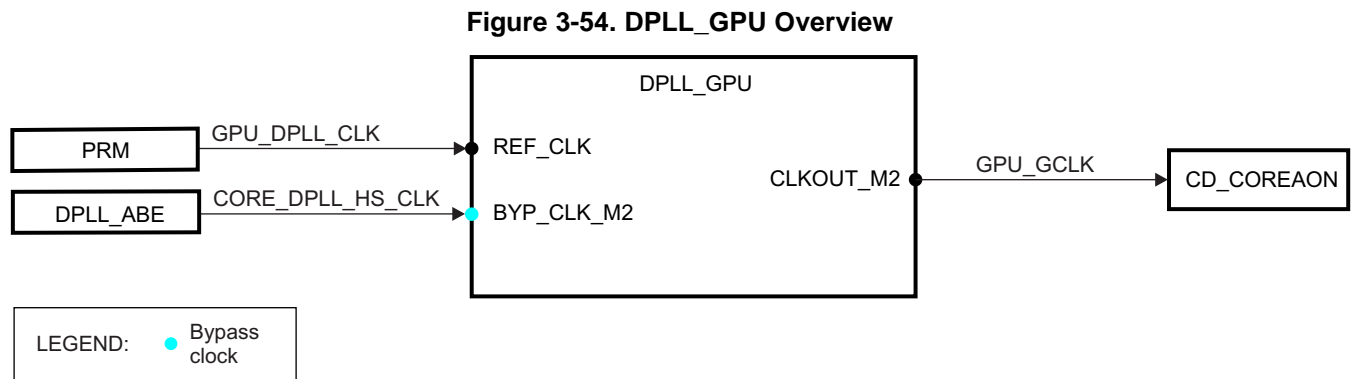 Figure 3-54. DPLL_GPU Overview
DPLL_GPU
PRM
GPU_DPLL_CLK
REF_CLK
DPLL_ABE
CORE_DPLL_HS_CLK
BYP_CLK_M2
CLKOUT_M2
GPU_GCLK
CD_COREAON
LEGEND:
Bypass
clock